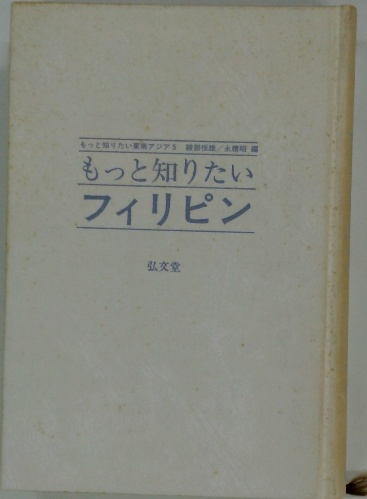 もっと知りたい東南アジア5 綾部恒雄／永積昭 編
もっと知りたい
フィリピン
弘文堂